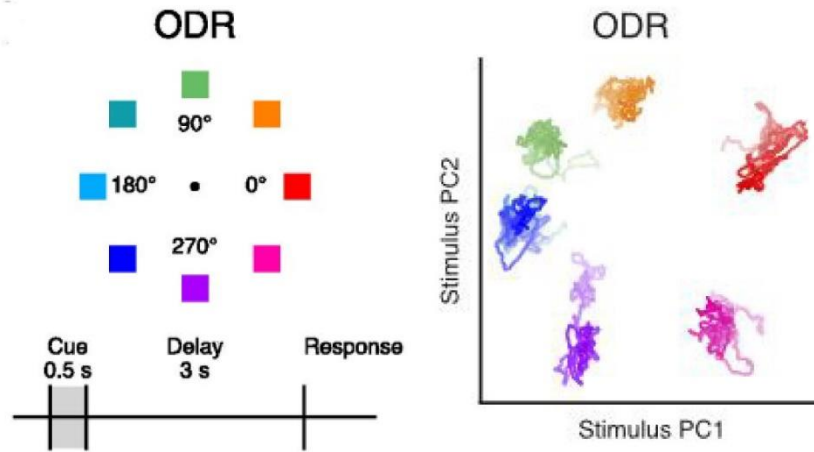 ODR
90°
180°
0°
270°
Cue
0.5 s
Delay
3 s
Response
ODR
Stimulus PC2
Stimulus PC1